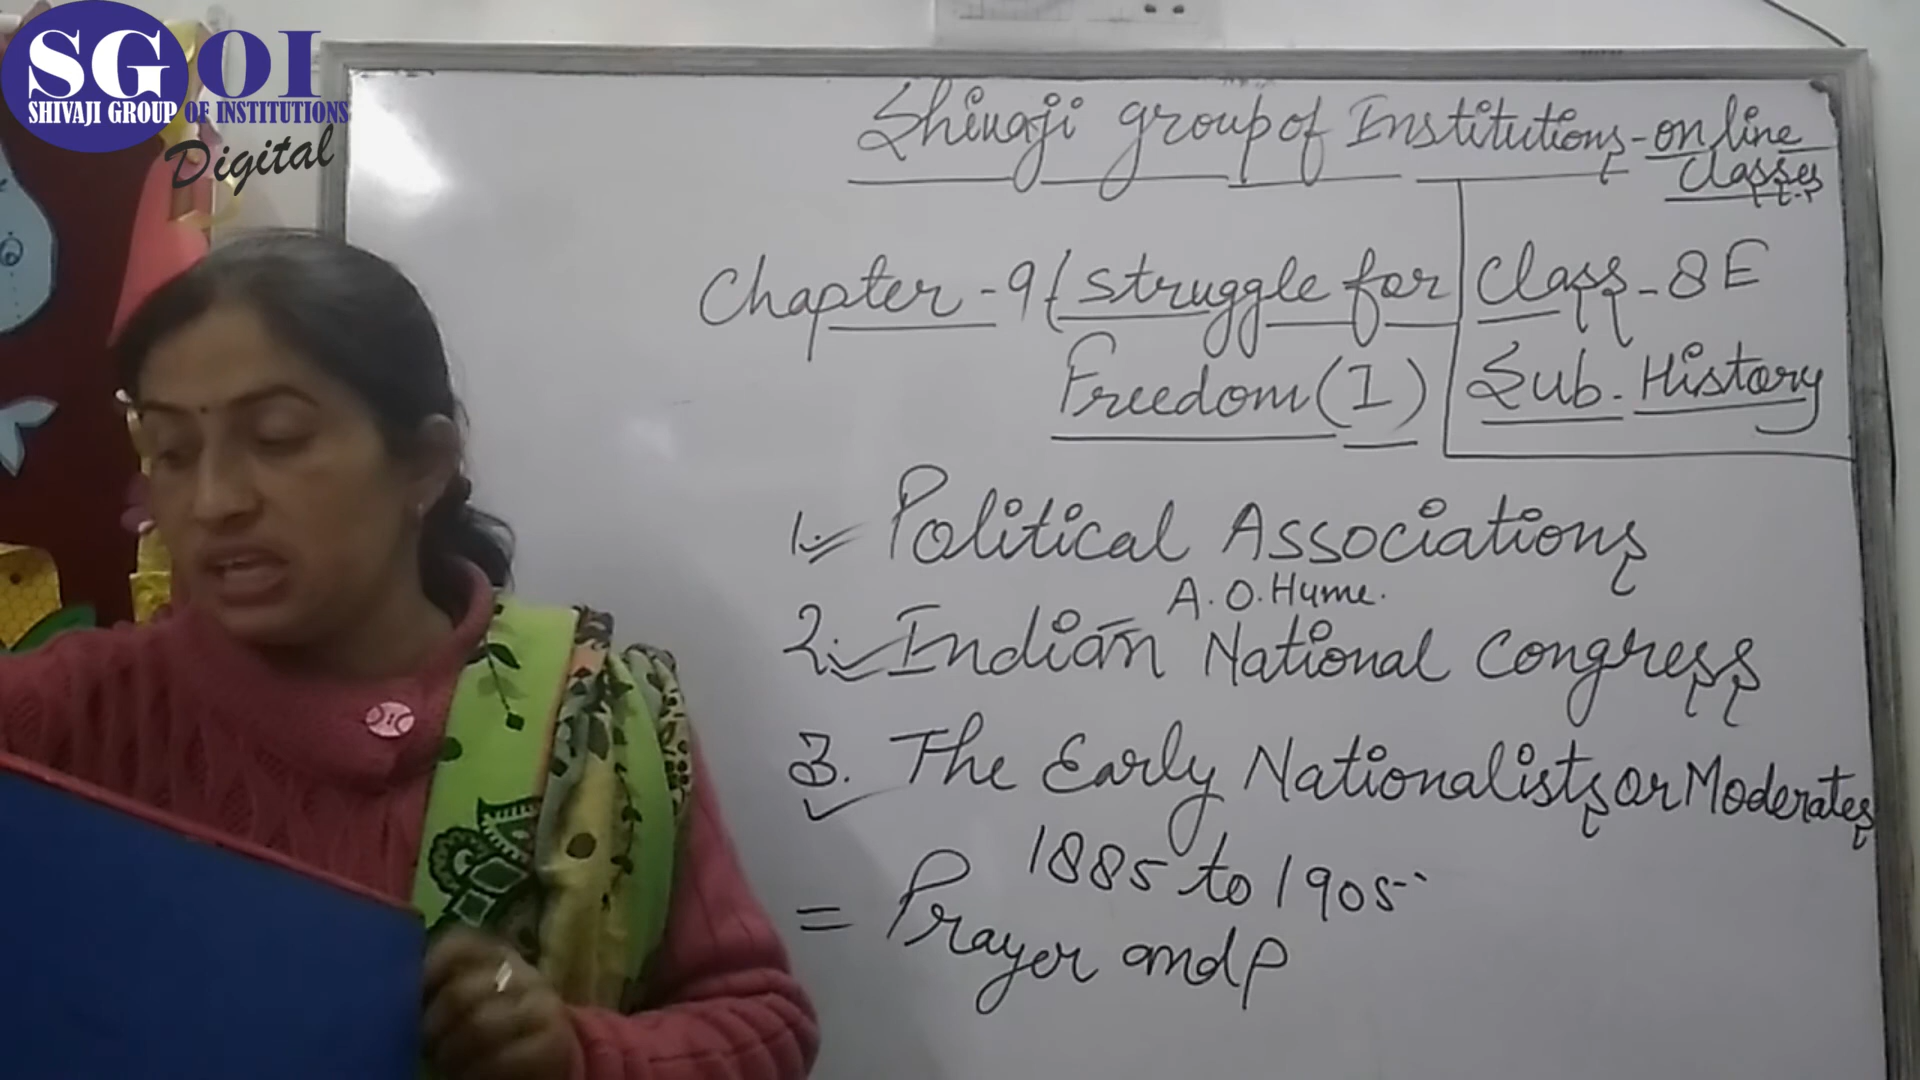 SGOI
SHIVAJI GROUP OF INSTITUTIONS
Digital
Shivaji group of Institutions - online
Classes
Chapter - 9 (Struggle for
Freedom (I)
Class - 8 E
Sub. History
1. Political Associations
A. O. Hume.
2. Indian National Congress
3. The Early Nationalists or Moderates
1885 to 1905
= Prayer and P